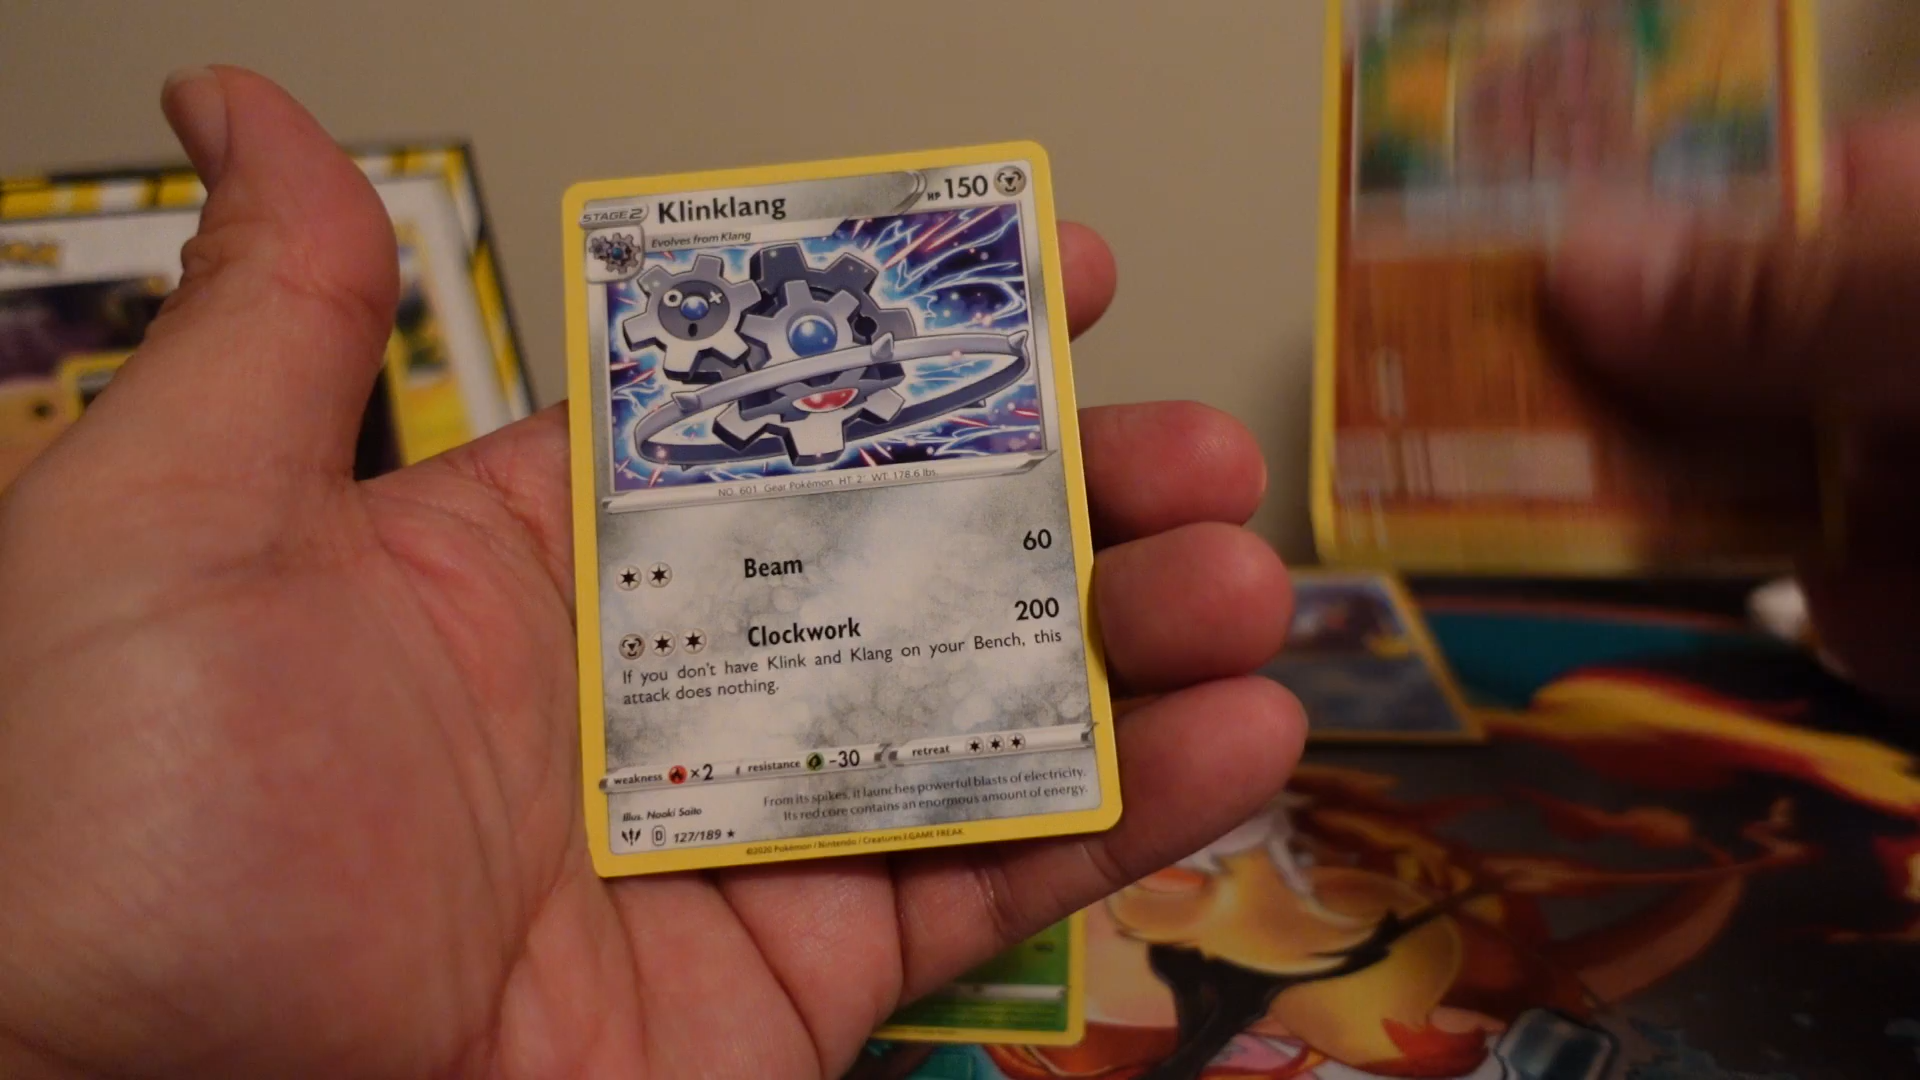 STAGE 2 Klinklang HP 150
Evolves from Klang
NO. 601 Gear Pokémon HT: 2' WT: 178.6 lbs.
Beam 60
Clockwork 200
If you don't have Klink and Klang on your Bench, this
attack does nothing.
weakness ×2 resistance -30 retreat
From its spikes, it launches powerful blasts of electricity.
Its red core contains an enormous amount of energy.
Illus. Naoki Saito
D 127/189 ★
©2020 Pokémon / Nintendo / Creatures / GAME FREAK